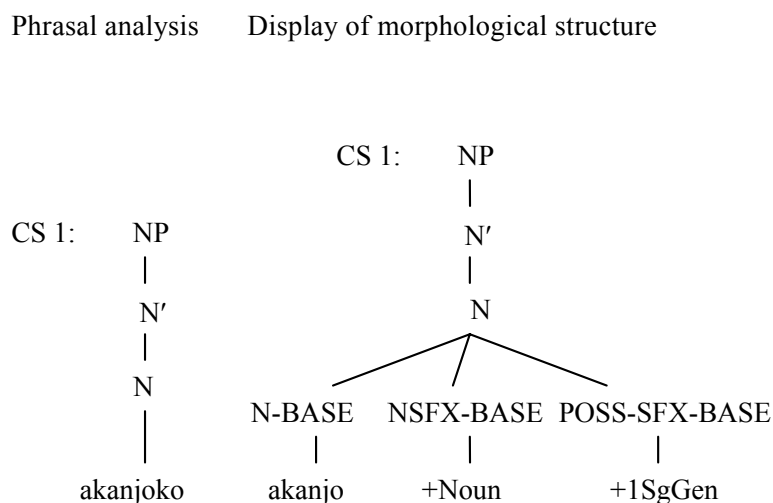 Phrasal analysis Display of morphological structure
CS 1: NP
N′
CS 1: NP
N′
N
N
N-BASE NSFX-BASE POSS-SFX-BASE
akanjoko akanjo +Noun +1SgGen